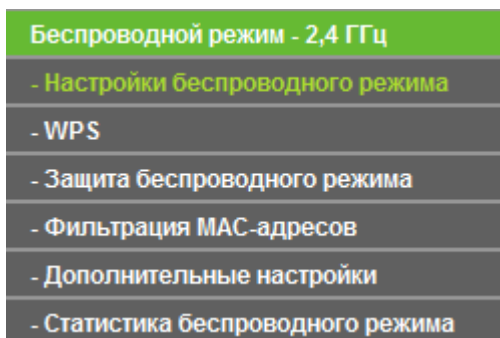 Беспроводной режим - 2,4 ГГц
- Настройки беспроводного режима
- WPS
- Защита беспроводного режима
- Фильтрация MAC-адресов
- Дополнительные настройки
- Статистика беспроводного режима